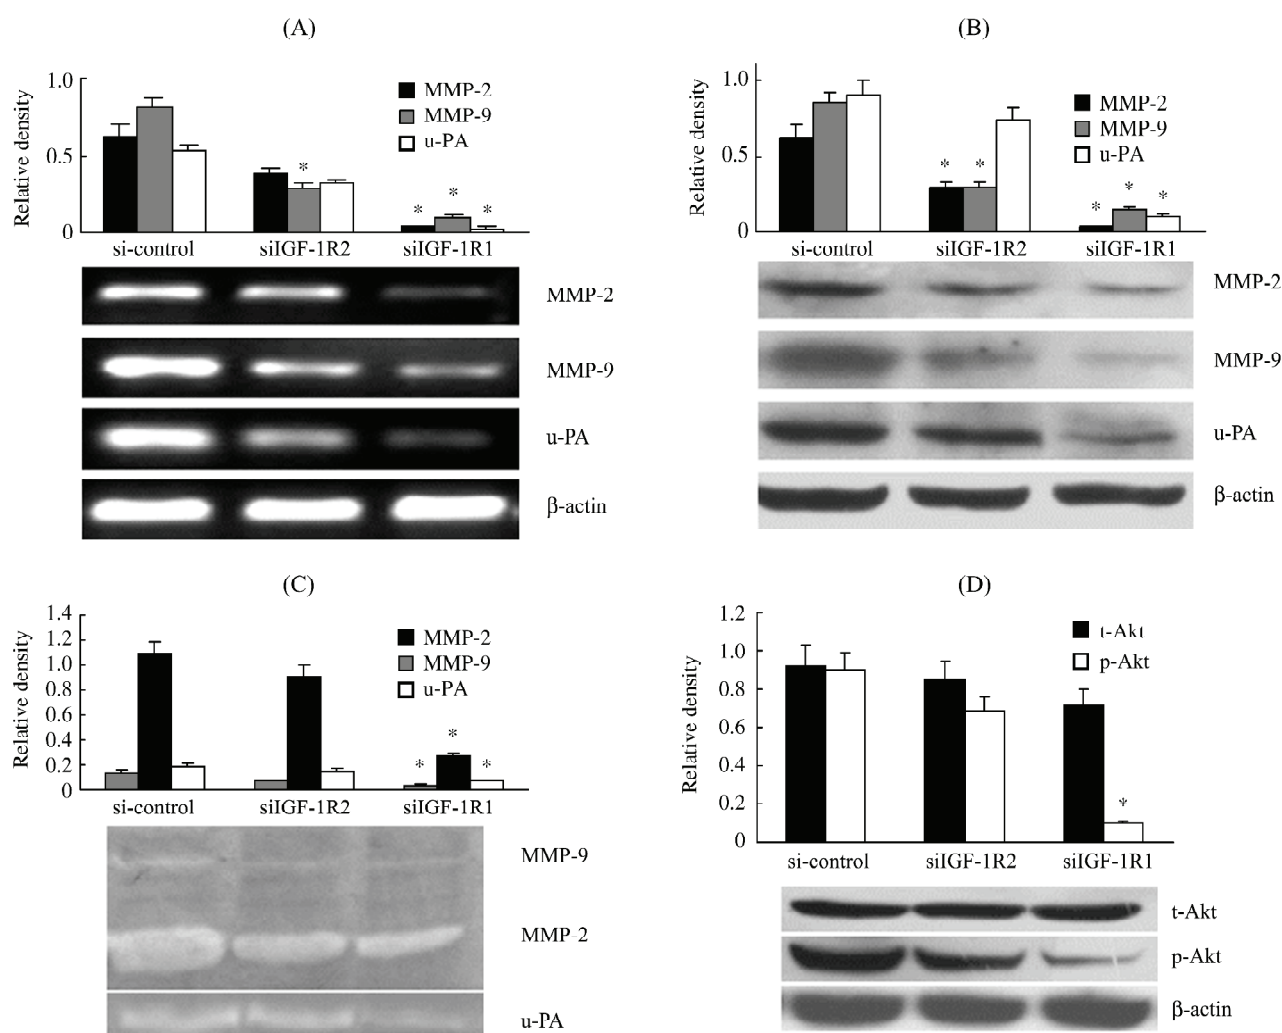 (A)
Relative density
1.0
0.5
0
MMP-2
MMP-9
u-PA
*
* * *
si-control siIGF-1R2 siIGF-1R1
MMP-2
MMP-9
u-PA
β-actin
(B)
Relative density
1.0
0.5
0
MMP-2
MMP-9
u-PA
* *
* * *
si-control siIGF-1R2 siIGF-1R1
MMP-2
MMP-9
u-PA
β-actin
(C)
Relative density
1.4
1.2
1.0
0.8
0.6
0.4
0.2
0
MMP-2
MMP-9
u-PA
* * *
si-control siIGF-1R2 siIGF-1R1
MMP-9
MMP-2
u-PA
(D)
Relative density
1.2
1.0
0.8
0.6
0.4
0.2
0
t-Akt
p-Akt
*
si-control siIGF-1R2 siIGF-1R1
t-Akt
p-Akt
β-actin